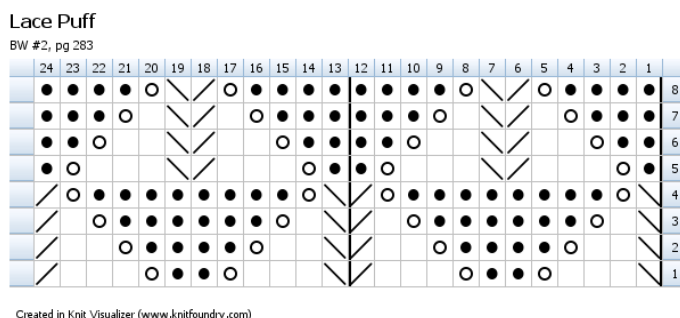 Lace Puff
BW #2, pg 283
24 23 22 21 20 19 18 17 16 15 14 13 12 11 10 9 8 7 6 5 4 3 2 1
8
7
6
5
4
3
2
1
Created in Knit Visualizer (www.knitfoundry.com)